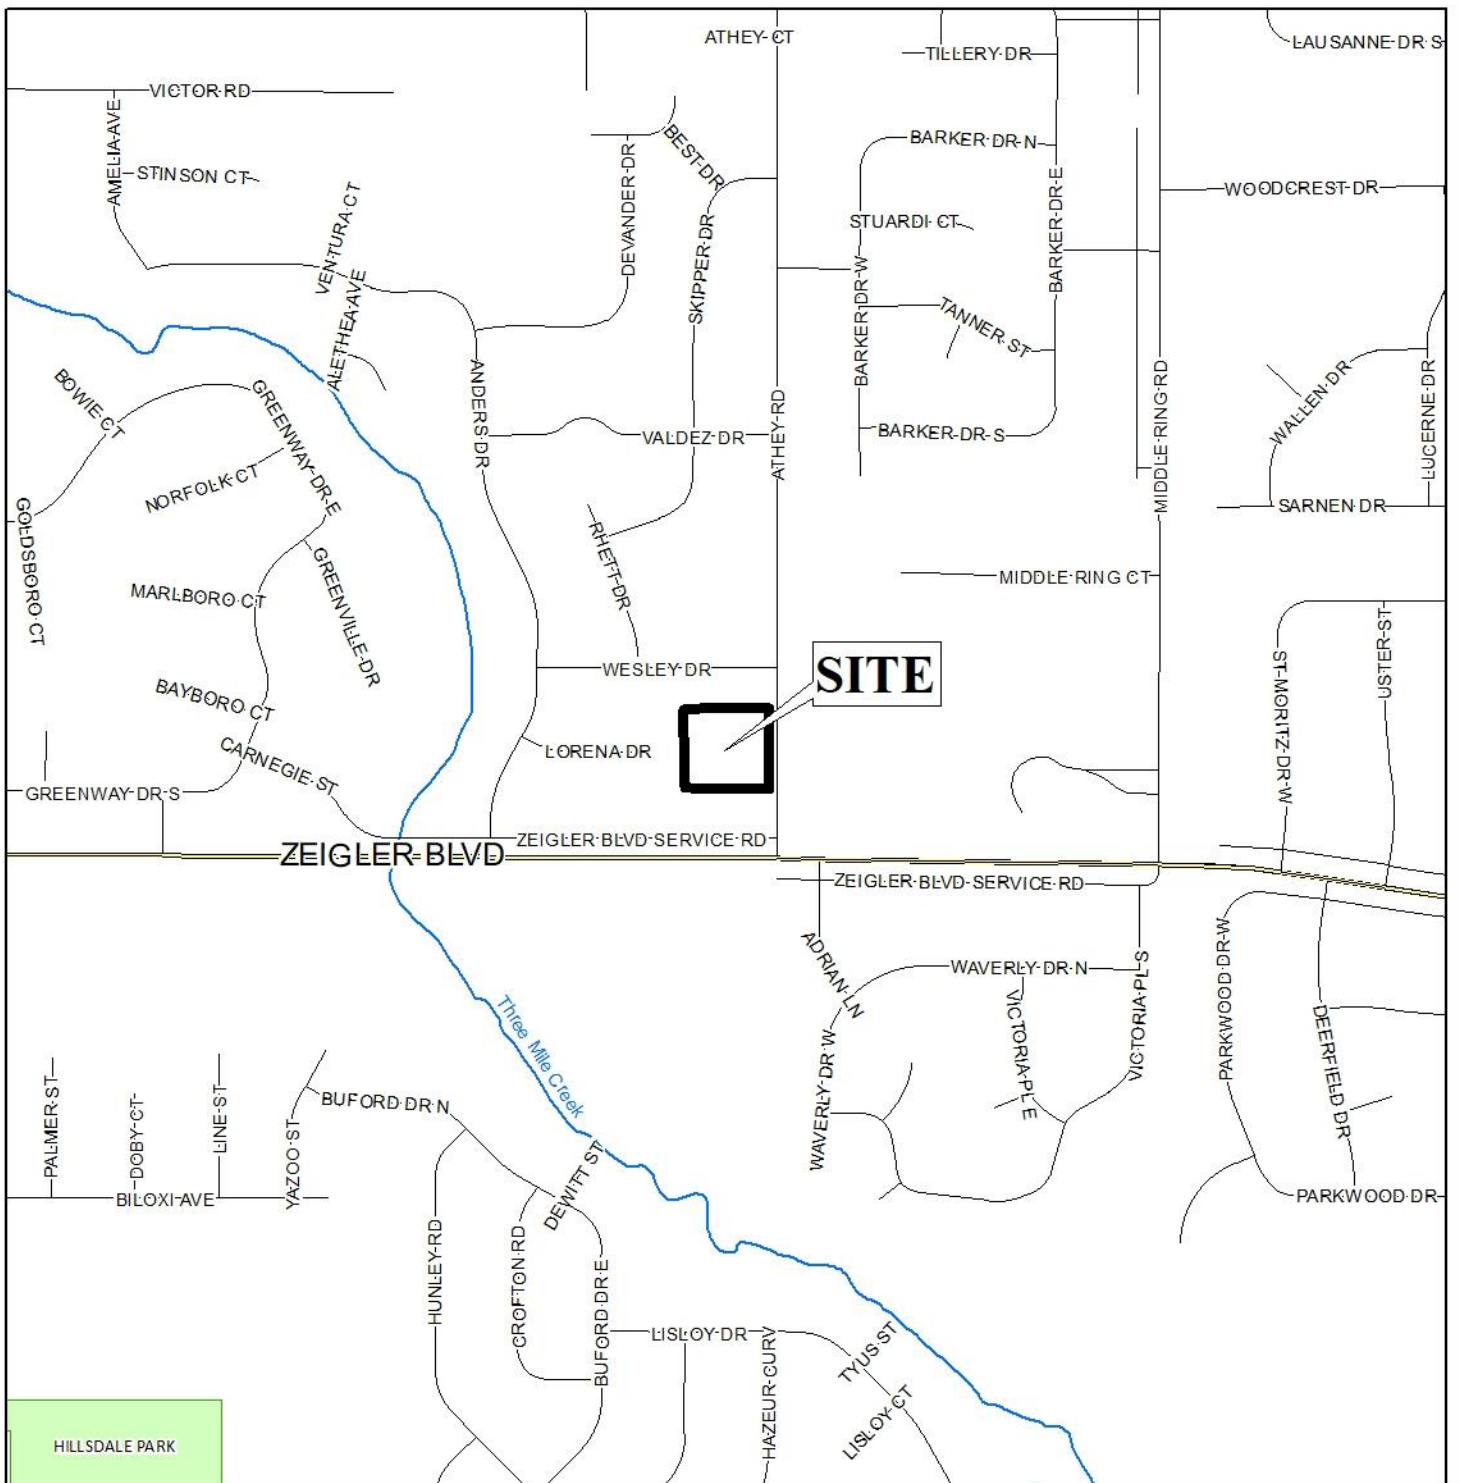 ATHEY CT
TILLERY DR
LAUSANNE DR S
VICTOR RD
AMELIA AVE
STINSON CT
BEST DR
DEVANDER DR
BARKER DR N
BARKER DR E
WOODCREST DR
VENTURA CT
ALETHEA AVE
SKIPPER DR
STUARDI CT
BARKER DR W
TANNER ST
BOWIE CT
GREENWAY DR E
ANDERS DR
VALDEZ DR
ATHEY RD
BARKER DR S
MIDDLE RING RD
WALLEN DR
LUCERNE DR
NORFOLK CT
SARNEN DR
GOLDSBORO CT
MARLBORO CT
GREENVILLE DR
RHETT DR
MIDDLE RING CT
WESLEY DR
SITE
ST MORITZ DR W
USTER ST
BAYBORO CT
CARNEGIE ST
LORENA DR
GREENWAY DR S
ZEIGLER BLVD SERVICE RD
ZEIGLER BLVD
ZEIGLER BLVD SERVICE RD
ADRIAN LN
WAVERLY DR N
VICTORIA PL S
PARKWOOD DR W
VICTORIA PL E
WAVERLY DR W
DEERFIELD DR
Three Mile Creek
PALMER ST
DOBY CT
LINE ST
YAZOO ST
BUFORD DR N
BILOXI AVE
DEWITT ST
PARKWOOD DR
HUNLEY RD
CROFTON RD
BUFORD DR E
LISLOY DR
HAZEUR CURV
TYUS ST
LISLOY CT
HILLSDALE PARK